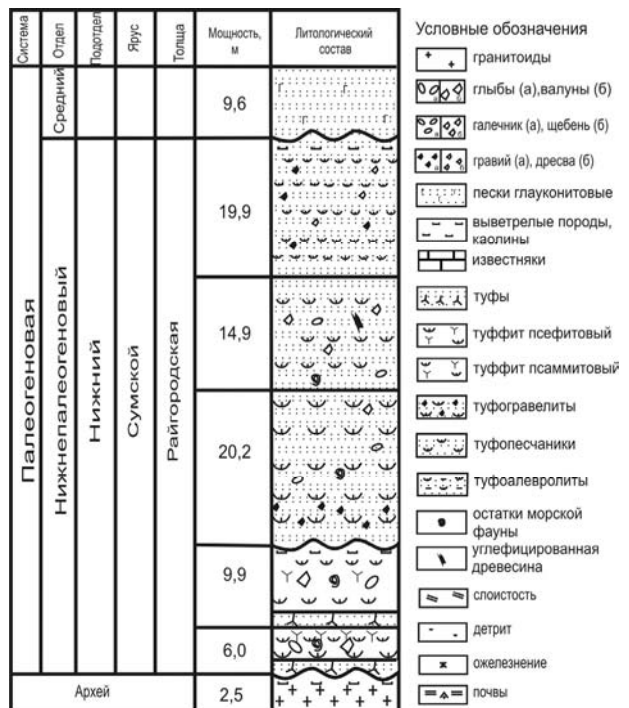 Система
Отдел
Подотдел
Ярус
Толща
Мощность,
м
Литологический
состав
Палеогеновая
Средний
Нижнепалеогеновый
Нижний
Сумской
Райгородская
9,6
19,9
14,9
20,2
9,9
6,0
Архей
2,5
Условные обозначения
гранитоиды
глыбы (а),валуны (б)
галечник (а), щебень (б)
гравий (а), дресва (б)
пески глауконитовые
выветрелые породы,
каолины
известняки
туфы
туффит псефитовый
туффит псаммитовый
туфогравелиты
туфопесчаники
туфоалевролиты
остатки морской
фауны
углефицированная
древесина
слоистость
детрит
ожелезнение
почвы